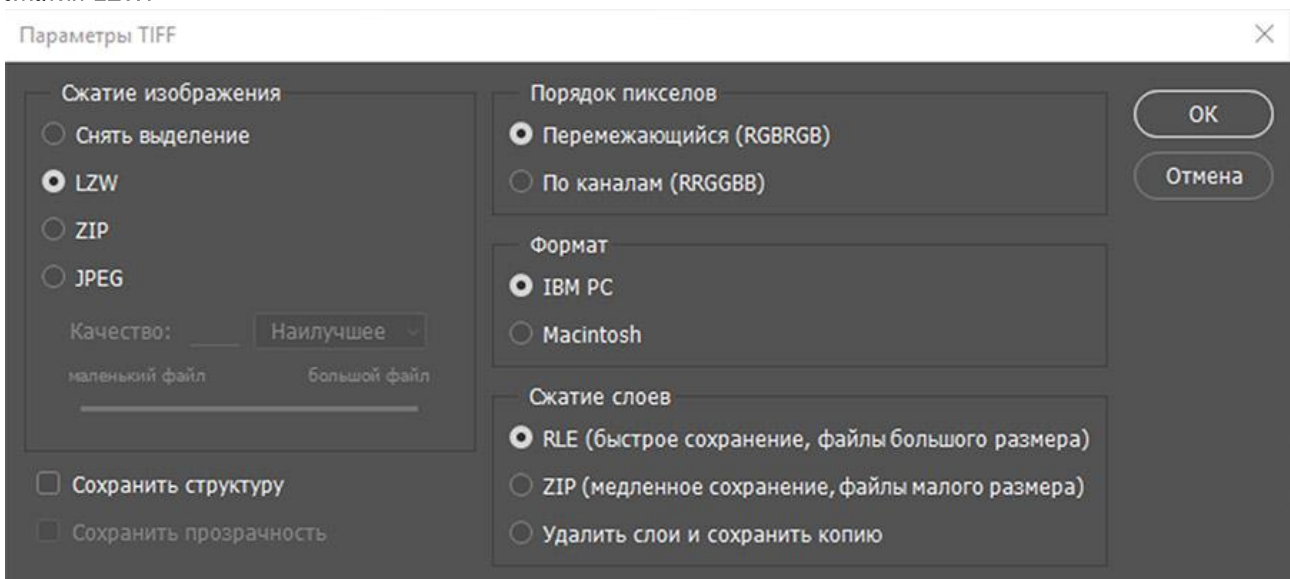 Параметры TIFF
Сжатие изображения
Снять выделение
LZW
ZIP
JPEG
Качество: Наилучшее
маленький файл большой файл
Сохранить структуру
Сохранить прозрачность
Порядок пикселов
Перемежающийся (RGBRGB)
По каналам (RRGGBB)
Формат
IBM PC
Macintosh
Сжатие слоев
RLE (быстрое сохранение, файлы большого размера)
ZIP (медленное сохранение, файлы малого размера)
Удалить слои и сохранить копию
ОК
Отмена